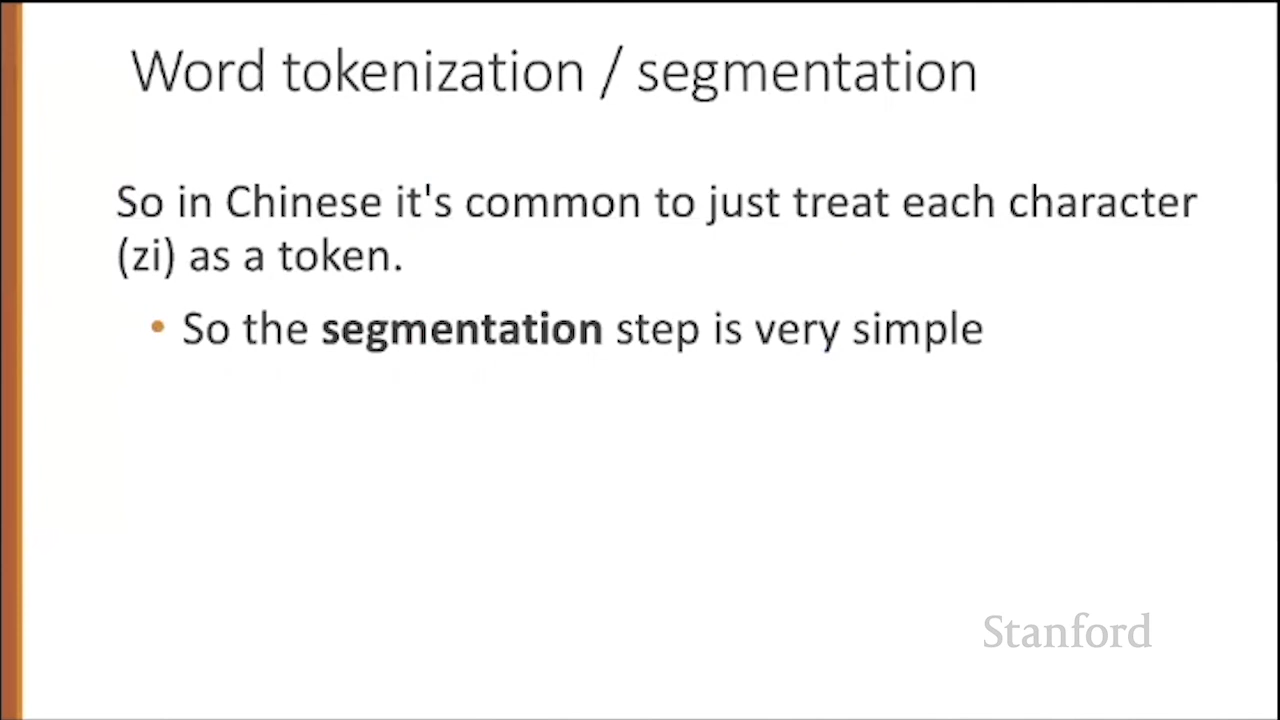 Word tokenization / segmentation
So in Chinese it's common to just treat each character
(zi) as a token.
• So the segmentation step is very simple
Stanford